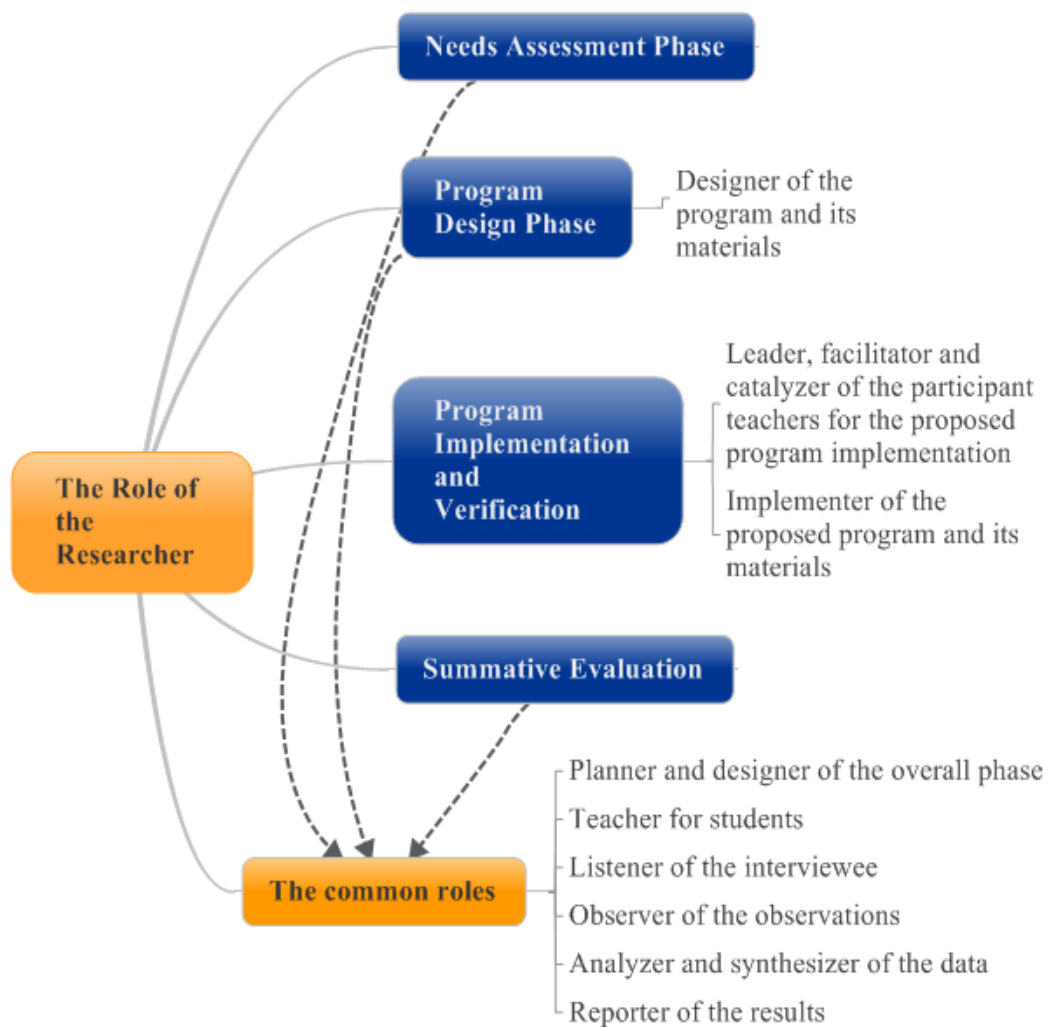 Needs Assessment Phase
Program
Design Phase
Designer of the
program and its
materials
Program
Implementation
and
Verification
Leader, facilitator and
catalyzer of the participant
teachers for the proposed
program implementation
Implementer of the
proposed program and its
materials
The Role of
the
Researcher
Summative Evaluation
The common roles
Planner and designer of the overall phase
Teacher for students
Listener of the interviewee
Observer of the observations
Analyzer and synthesizer of the data
Reporter of the results